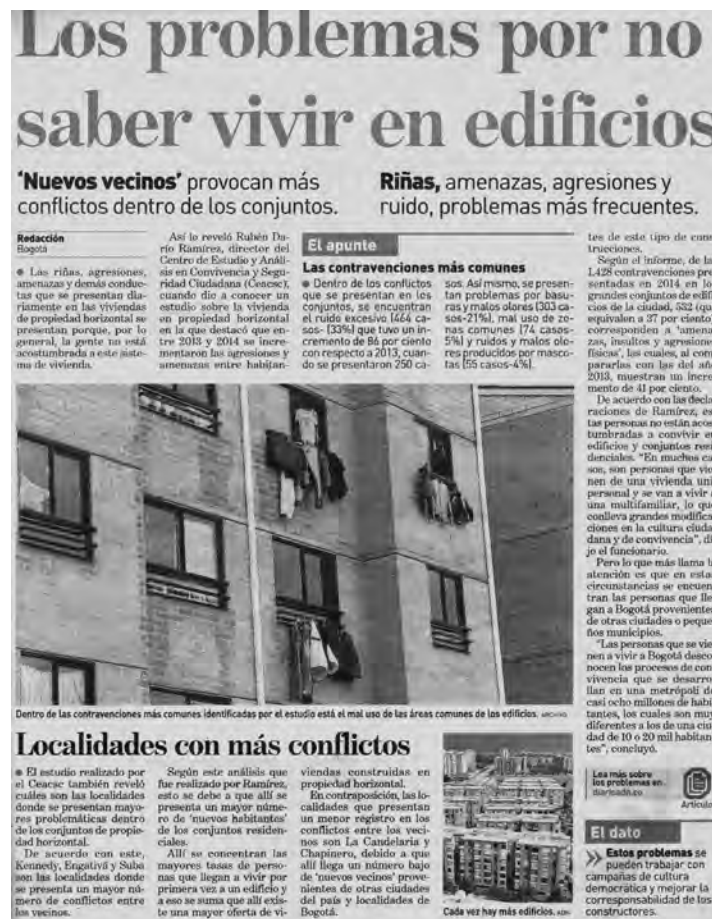 Los problemas por no
saber vivir en edificios
'Nuevos vecinos' provocan más
conflictos dentro de los conjuntos.
Riñas, amenazas, agresiones y
ruido, problemas más frecuentes.
Redacción
Bogotá
● Las riñas, agresiones,
amenazas y demás conduc-
tas que se presentan dia-
riamente en las viviendas
de propiedad horizontal se
presentan porque, por lo
general, la gente no está
acostumbrada a este siste-
ma de vivienda.
Así lo reveló Rubén Da-
río Ramírez, director del
Centro de Estudio y Análi-
sis en Convivencia y Segu-
ridad Ciudadana (Ceacsc),
cuando dio a conocer un
estudio sobre la vivienda
en propiedad horizontal
en la que destacó que en-
tre 2013 y 2014 se incre-
mentaron las agresiones y
amenazas entre habitan-
El apunte
Las contravenciones más comunes
● Dentro de los conflictos
que se presentan en los
conjuntos, se encuentran
el ruido excesivo (464 ca-
sos- (33%) que tuvo un in-
cremento de 86 por ciento
con respecto a 2013, cuan-
do se presentaron 250 ca-
sos. Así mismo, se presen-
tan problemas por basu-
ras y malos olores (303 ca-
sos-21%), mal uso de zo-
nas comunes (74 casos-
5%) y ruidos y malos olo-
res producidos por masco-
tas (55 casos-4%).
tes de este tipo de cons
trucciones.
Según el informe, de la
1.428 contravenciones pre
sentadas en 2014 en lo
grandes conjuntos de edifi
cios de la ciudad, 532 (qu
equivalen a 37 por ciento
corresponden a 'amena
zas, insultos y agresione
físicas', las cuales, al com
pararlas con las del año
2013, muestran un incre
mento de 41 por ciento.
De acuerdo con las decla
raciones de Ramírez, es
tas personas no están acos
tumbradas a convivir en
edificios y conjuntos resi
denciales. "En muchos ca
sos, son personas que vie
nen de una vivienda uni
personal y se van a vivir a
una multifamiliar, lo que
conlleva grandes modifica
ciones en la cultura ciuda
dana y de convivencia", di
jo el funcionario.
Pero lo que más llama la
atención es que en estas
circunstancias se encuen
tran las personas que lle
gan a Bogotá provenientes
de otras ciudades o peque
ños municipios.
"Las personas que se vie
nen a vivir a Bogotá desco
nocen los procesos de con
vivencia que se desarro
llan en una metrópoli de
casi ocho millones de habi
tantes, los cuales son muy
diferentes a los de una ciu
dad de 10 o 20 mil habitan
tes", concluyó.
Dentro de las contravenciones más comunes identificadas por el estudio está el mal uso de las áreas comunes de los edificios. ARCHIVO
Localidades con más conflictos
● El estudio realizado por
el Ceacsc también reveló
cuáles son las localidades
donde se presentan mayo-
res problemáticas dentro
de los conjuntos de propie-
dad horizontal.
De acuerdo con este,
Kennedy, Engativá y Suba
son las localidades donde
se presenta un mayor nú-
mero de conflictos entre
los vecinos.
Según este análisis que
fue realizado por Ramírez,
esto se debe a que allí se
presenta un mayor núme-
ro de 'nuevos habitantes'
de los conjuntos residen-
ciales.
Allí se concentran las
mayores tasas de perso-
nas que llegan a vivir por
primera vez a un edificio y
a eso se suma que allí exis-
te una mayor oferta de vi-
viendas construidas en
propiedad horizontal.
En contraposición, las lo-
calidades que presentan
un menor registro en los
conflictos entre los veci-
nos son La Candelaria y
Chapinero, debido a que
allí llega un número bajo
de 'nuevos vecinos' prove-
nientes de otras ciudades
del país y localidades de
Bogotá.
Cada vez hay más edificios. ADN
Lea más sobre
los problemas en
diarioadn.co
Artículo
El dato
Estos problemas se
pueden trabajar con
campañas de cultura
democrática y mejorar la
corresponsabilidad de los
constructores.